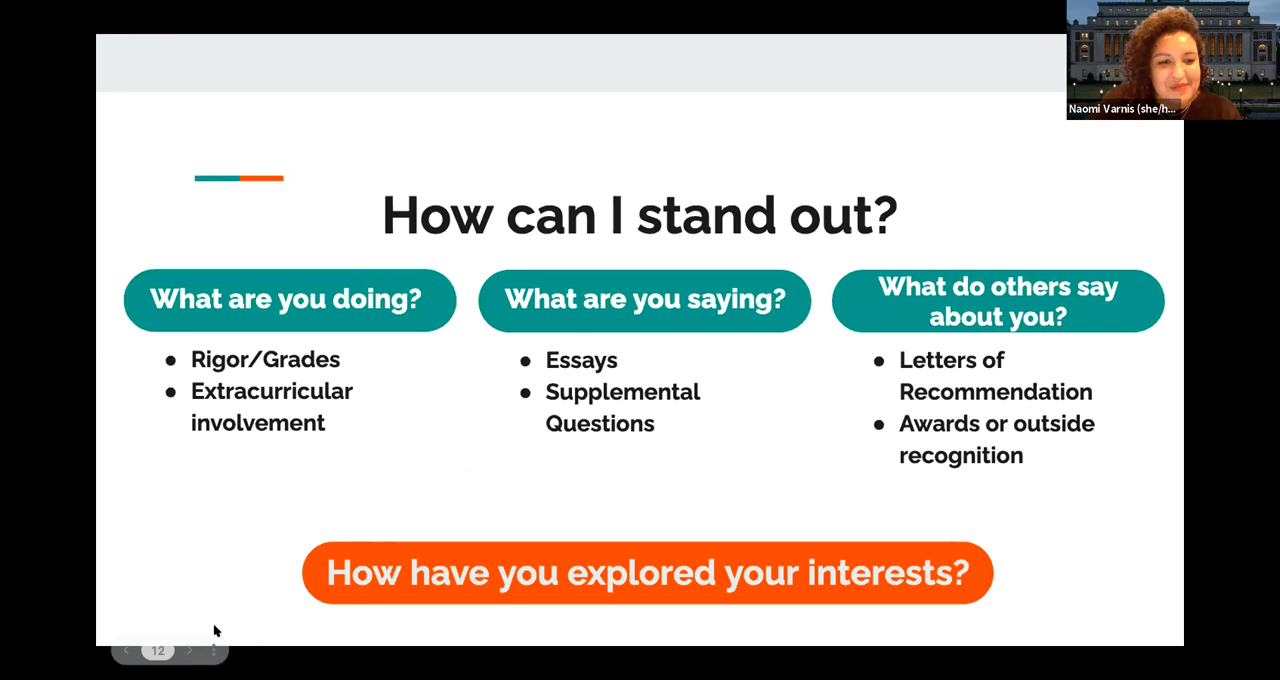 Naomi Varnis (she/h...
How can I stand out?
What are you doing?
Rigor/Grades
Extracurricular
involvement
What are you saying?
Essays
Supplemental
Questions
What do others say
about you?
Letters of
Recommendation
Awards or outside
recognition
How have you explored your interests?
12